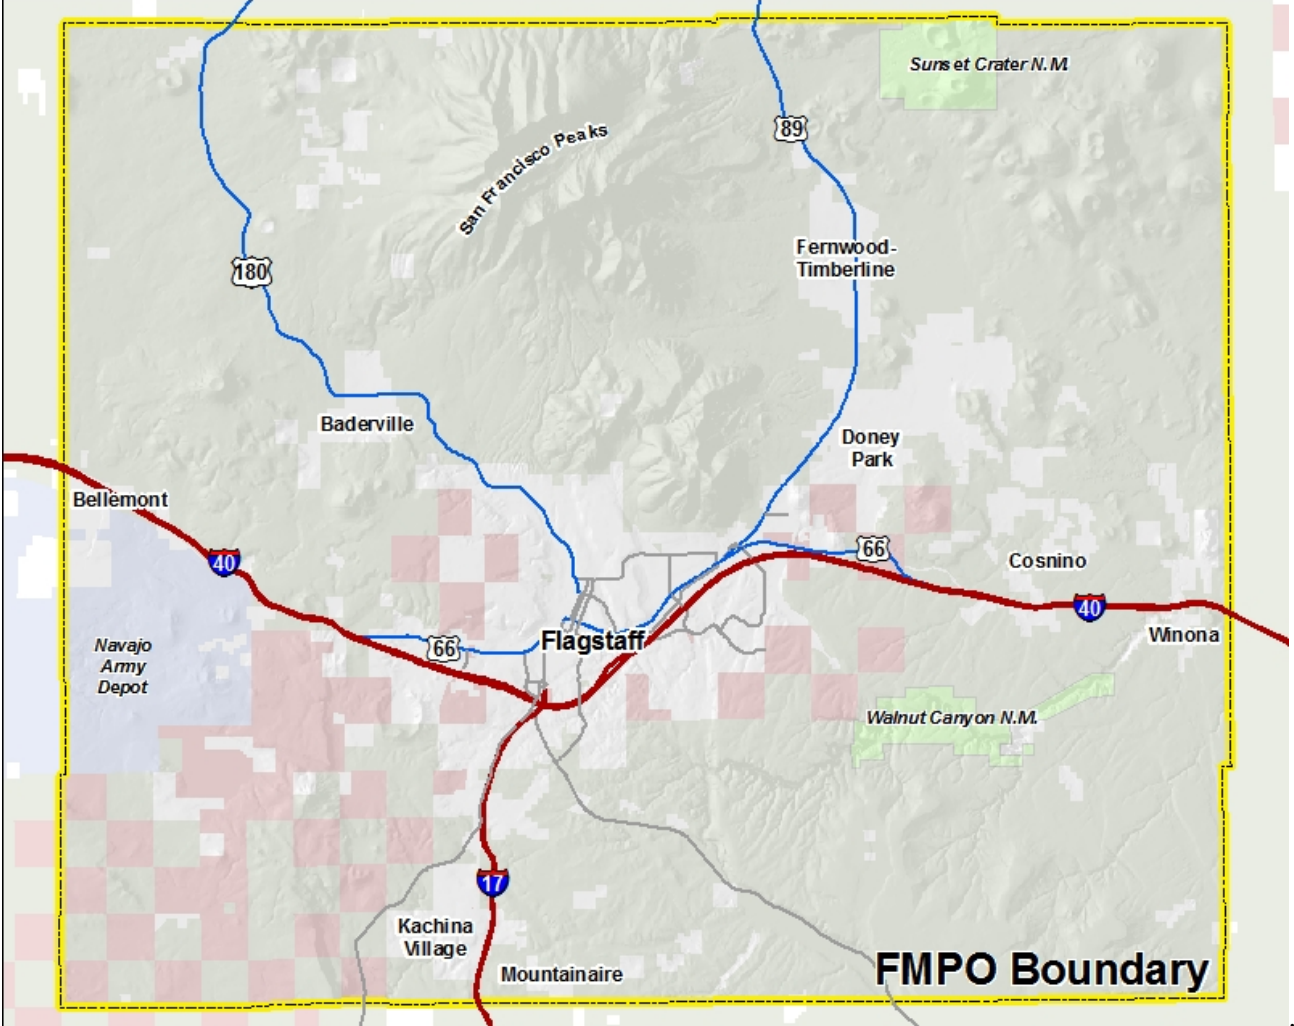 Sunset Crater N.M.
89
San Francisco Peaks
Fernwood-
Timberline
180
Baderville
Doney
Park
Bellemont
66
40
Cosnino
40
Winona
Flagstaff
66
Navajo
Army
Depot
Walnut Canyon N.M.
17
Kachina
Village
Mountainaire
FMPO Boundary